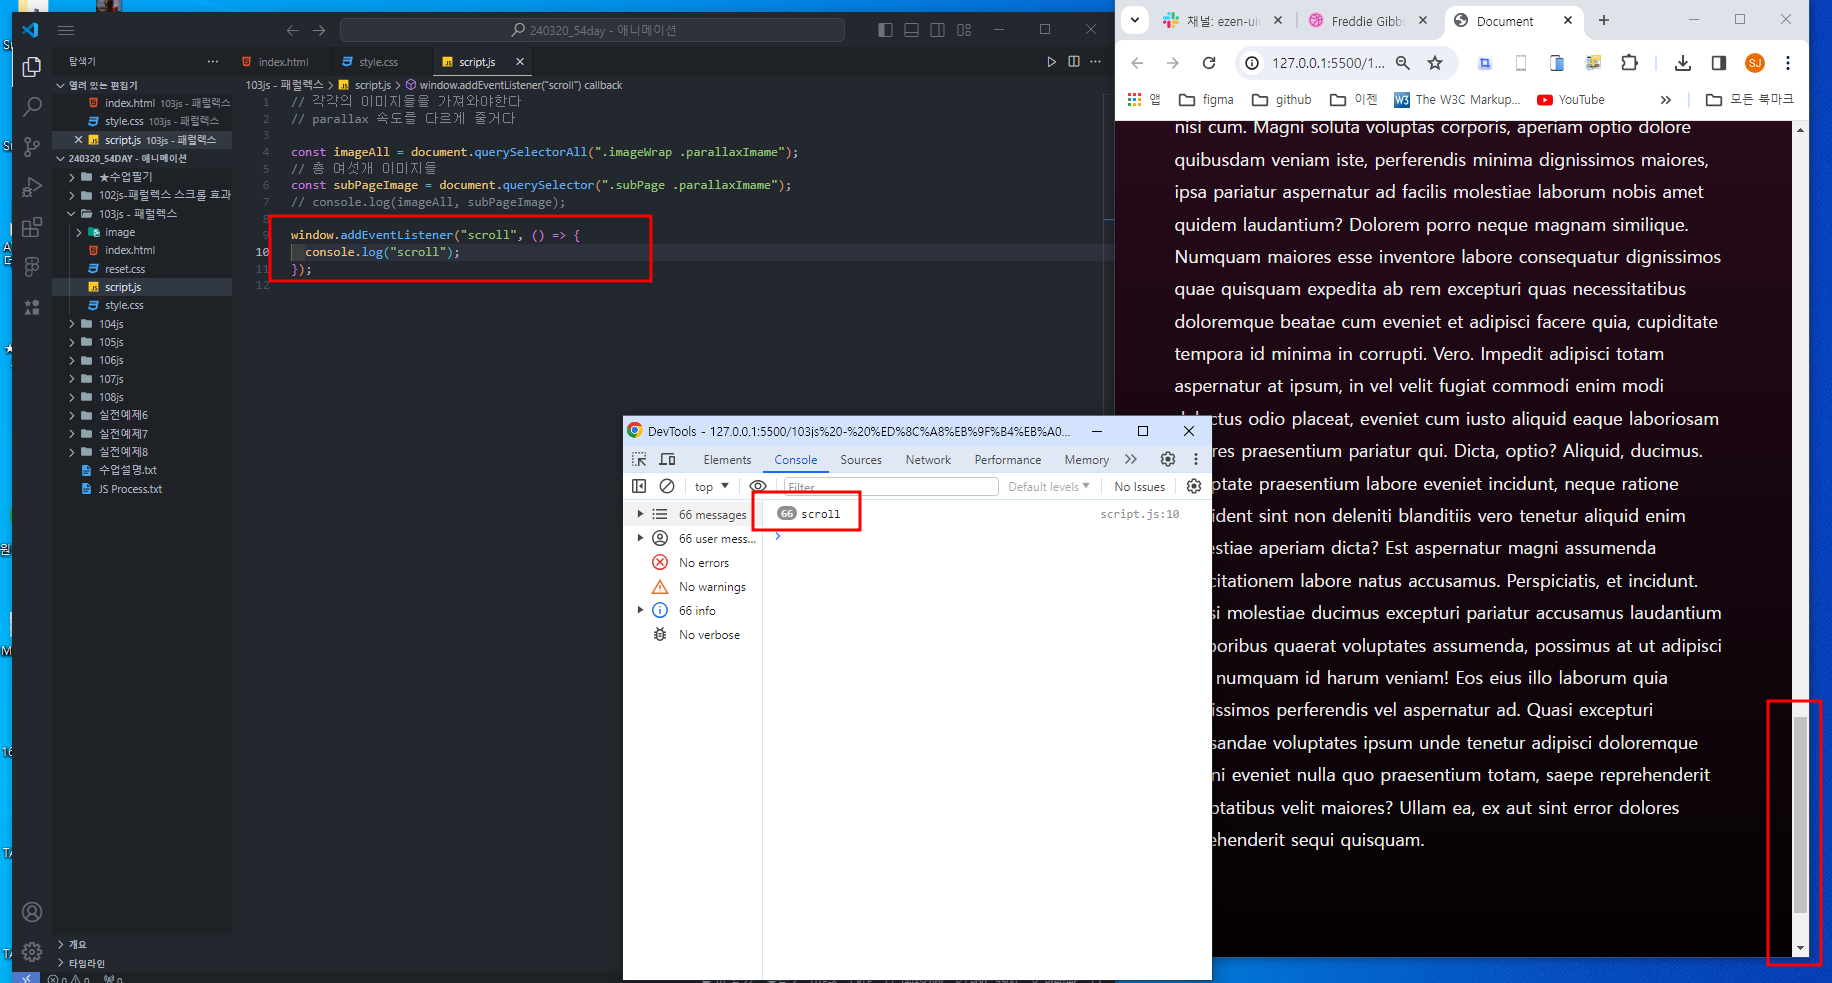 240320_54day - 애니메이션
탐색기
열려 있는 편집기
index.html 103js - 패럴렉스
style.css 103js - 패럴렉스
script.js 103js - 패럴렉스
240320_54DAY - 애니메이션
★수업필기
102js-패럴렉스 스크롤 효과
103js - 패럴렉스
image
index.html
reset.css
script.js
style.css
104js
105js
106js
107js
108js
실전예제6
실전예제7
실전예제8
수업설명.txt
JS Process.txt
개요
타임라인
index.html
style.css
script.js
103js - 패럴렉스 > script.js > window.addEventListener("scroll") callback
1 // 각각의 이미지들을 가져와야한다
2 // parallax 속도를 다르게 줄거다
3
4 const imageAll = document.querySelectorAll(".imageWrap .parallaxImame");
5 // 총 여섯개 이미지들
6 const subPageImage = document.querySelector(".subPage .parallaxImame");
7 // console.log(imageAll, subPageImage);
8
9 window.addEventListener("scroll", () => {
10 console.log("scroll");
11 });
12
채널: ezen-ui
Freddie Gibbs
Document
127.0.0.1:5500/1...
SJ
앱
figma
github
이젠
W3 The W3C Markup...
YouTube
모든 북마크
nisi cum. Magni soluta voluptas corporis, aperiam optio dolore
quibusdam veniam iste, perferendis minima dignissimos maiores,
ipsa pariatur aspernatur ad facilis molestiae laborum nobis amet
quidem laudantium? Dolorem porro neque magnam similique.
Numquam maiores esse inventore labore consequatur dignissimos
quae quisquam expedita ab rem excepturi quas necessitatibus
doloremque beatae cum eveniet et adipisci facere quia, cupiditate
tempora id minima in corrupti. Vero. Impedit adipisci totam
aspernatur at ipsum, in vel velit fugiat commodi enim modi
ctus odio placeat, eveniet cum iusto aliquid eaque laboriosam
res praesentium pariatur qui. Dicta, optio? Aliquid, ducimus.
ptate praesentium labore eveniet incidunt, neque ratione
ident sint non deleniti blanditiis vero tenetur aliquid enim
estiae aperiam dicta? Est aspernatur magni assumenda
citationem labore natus accusamus. Perspiciatis, et incidunt.
si molestiae ducimus excepturi pariatur accusamus laudantium
oribus quaerat voluptates assumenda, possimus at ut adipisci
numquam id harum veniam! Eos eius illo laborum quia
issimos perferendis vel aspernatur ad. Quasi excepturi
sandae voluptates ipsum unde tenetur adipisci doloremque
ni eveniet nulla quo praesentium totam, saepe reprehenderit
ptatibus velit maiores? Ullam ea, ex aut sint error dolores
ehenderit sequi quisquam.
DevTools - 127.0.0.1:5500/103js%20-%20%ED%8C%A8%EB%9F%B4%EB%A0...
Elements Console Sources Network Performance Memory
top Filter Default levels No Issues
66 messages
66 user mess...
No errors
No warnings
66 info
No verbose
66 scroll script.js:10